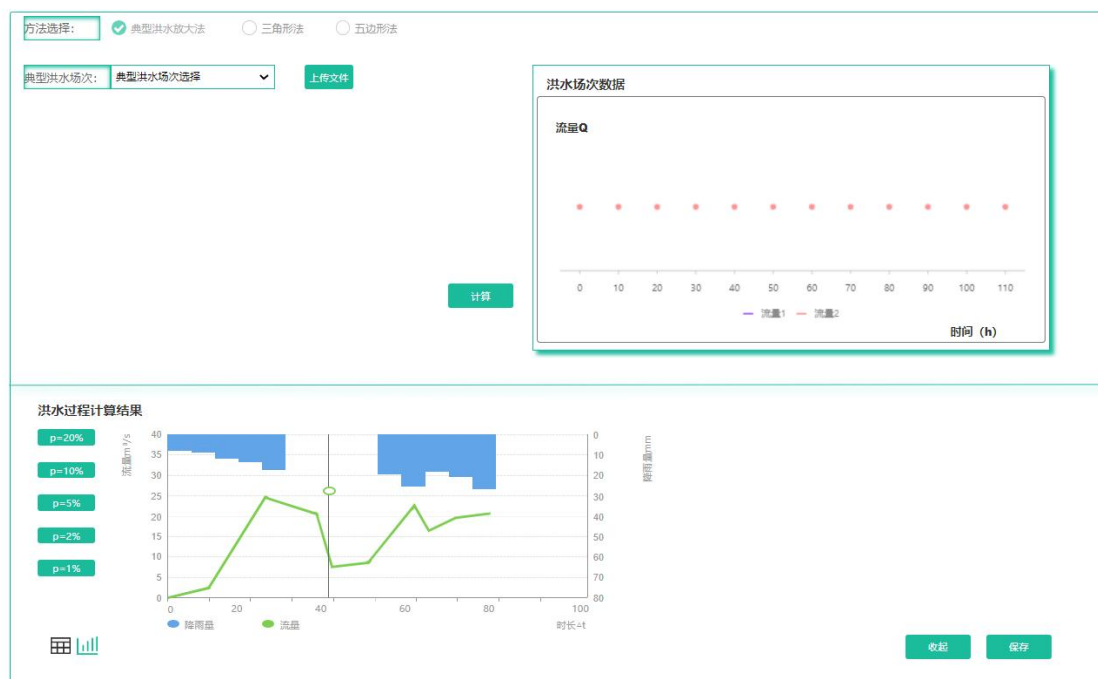 方法选择： 典型洪水放大法 三角形法 五边形法
典型洪水场次： 典型洪水场次选择 上传文件
洪水场次数据
流量Q
0 10 20 30 40 50 60 70 80 90 100 110
流量1 流量2
时间（h）
计算
洪水过程计算结果
p=20%
p=10%
p=5%
p=2%
p=1%
流量m³/s
40
35
30
25
20
15
10
5
0
0 20 40 60 80 100
0
10
20
30
40
50
60
70
80
降雨量mm
降雨量 流量 时长=t
收起 保存